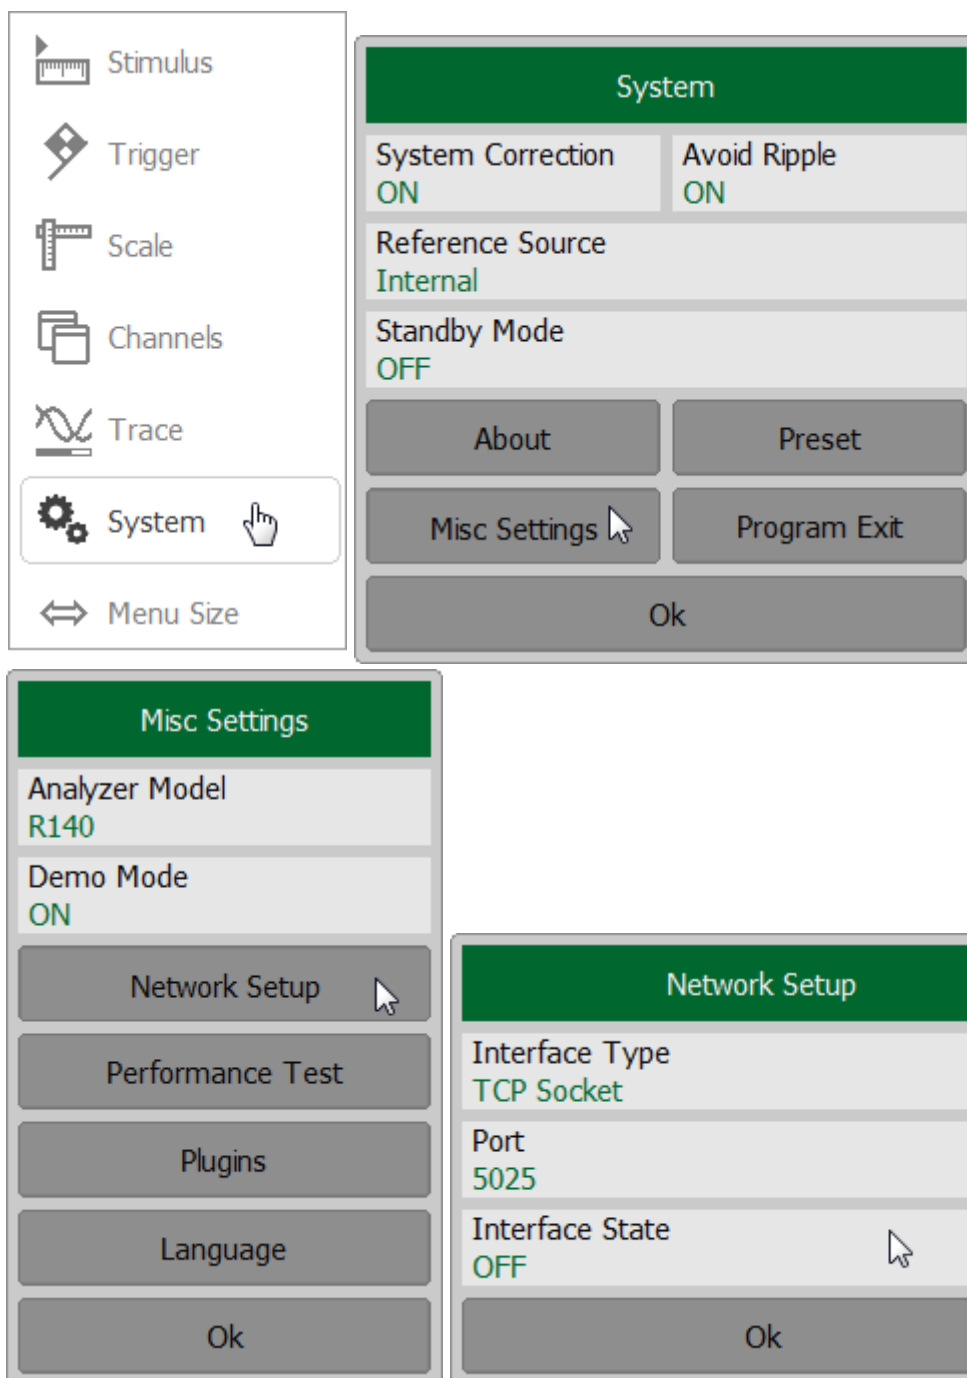 Stimulus
Trigger
Scale
Channels
Trace
System
Menu Size
System
System Correction
ON
Avoid Ripple
ON
Reference Source
Internal
Standby Mode
OFF
About
Preset
Misc Settings
Program Exit
Ok
Misc Settings
Analyzer Model
R140
Demo Mode
ON
Network Setup
Performance Test
Plugins
Language
Ok
Network Setup
Interface Type
TCP Socket
Port
5025
Interface State
OFF
Ok